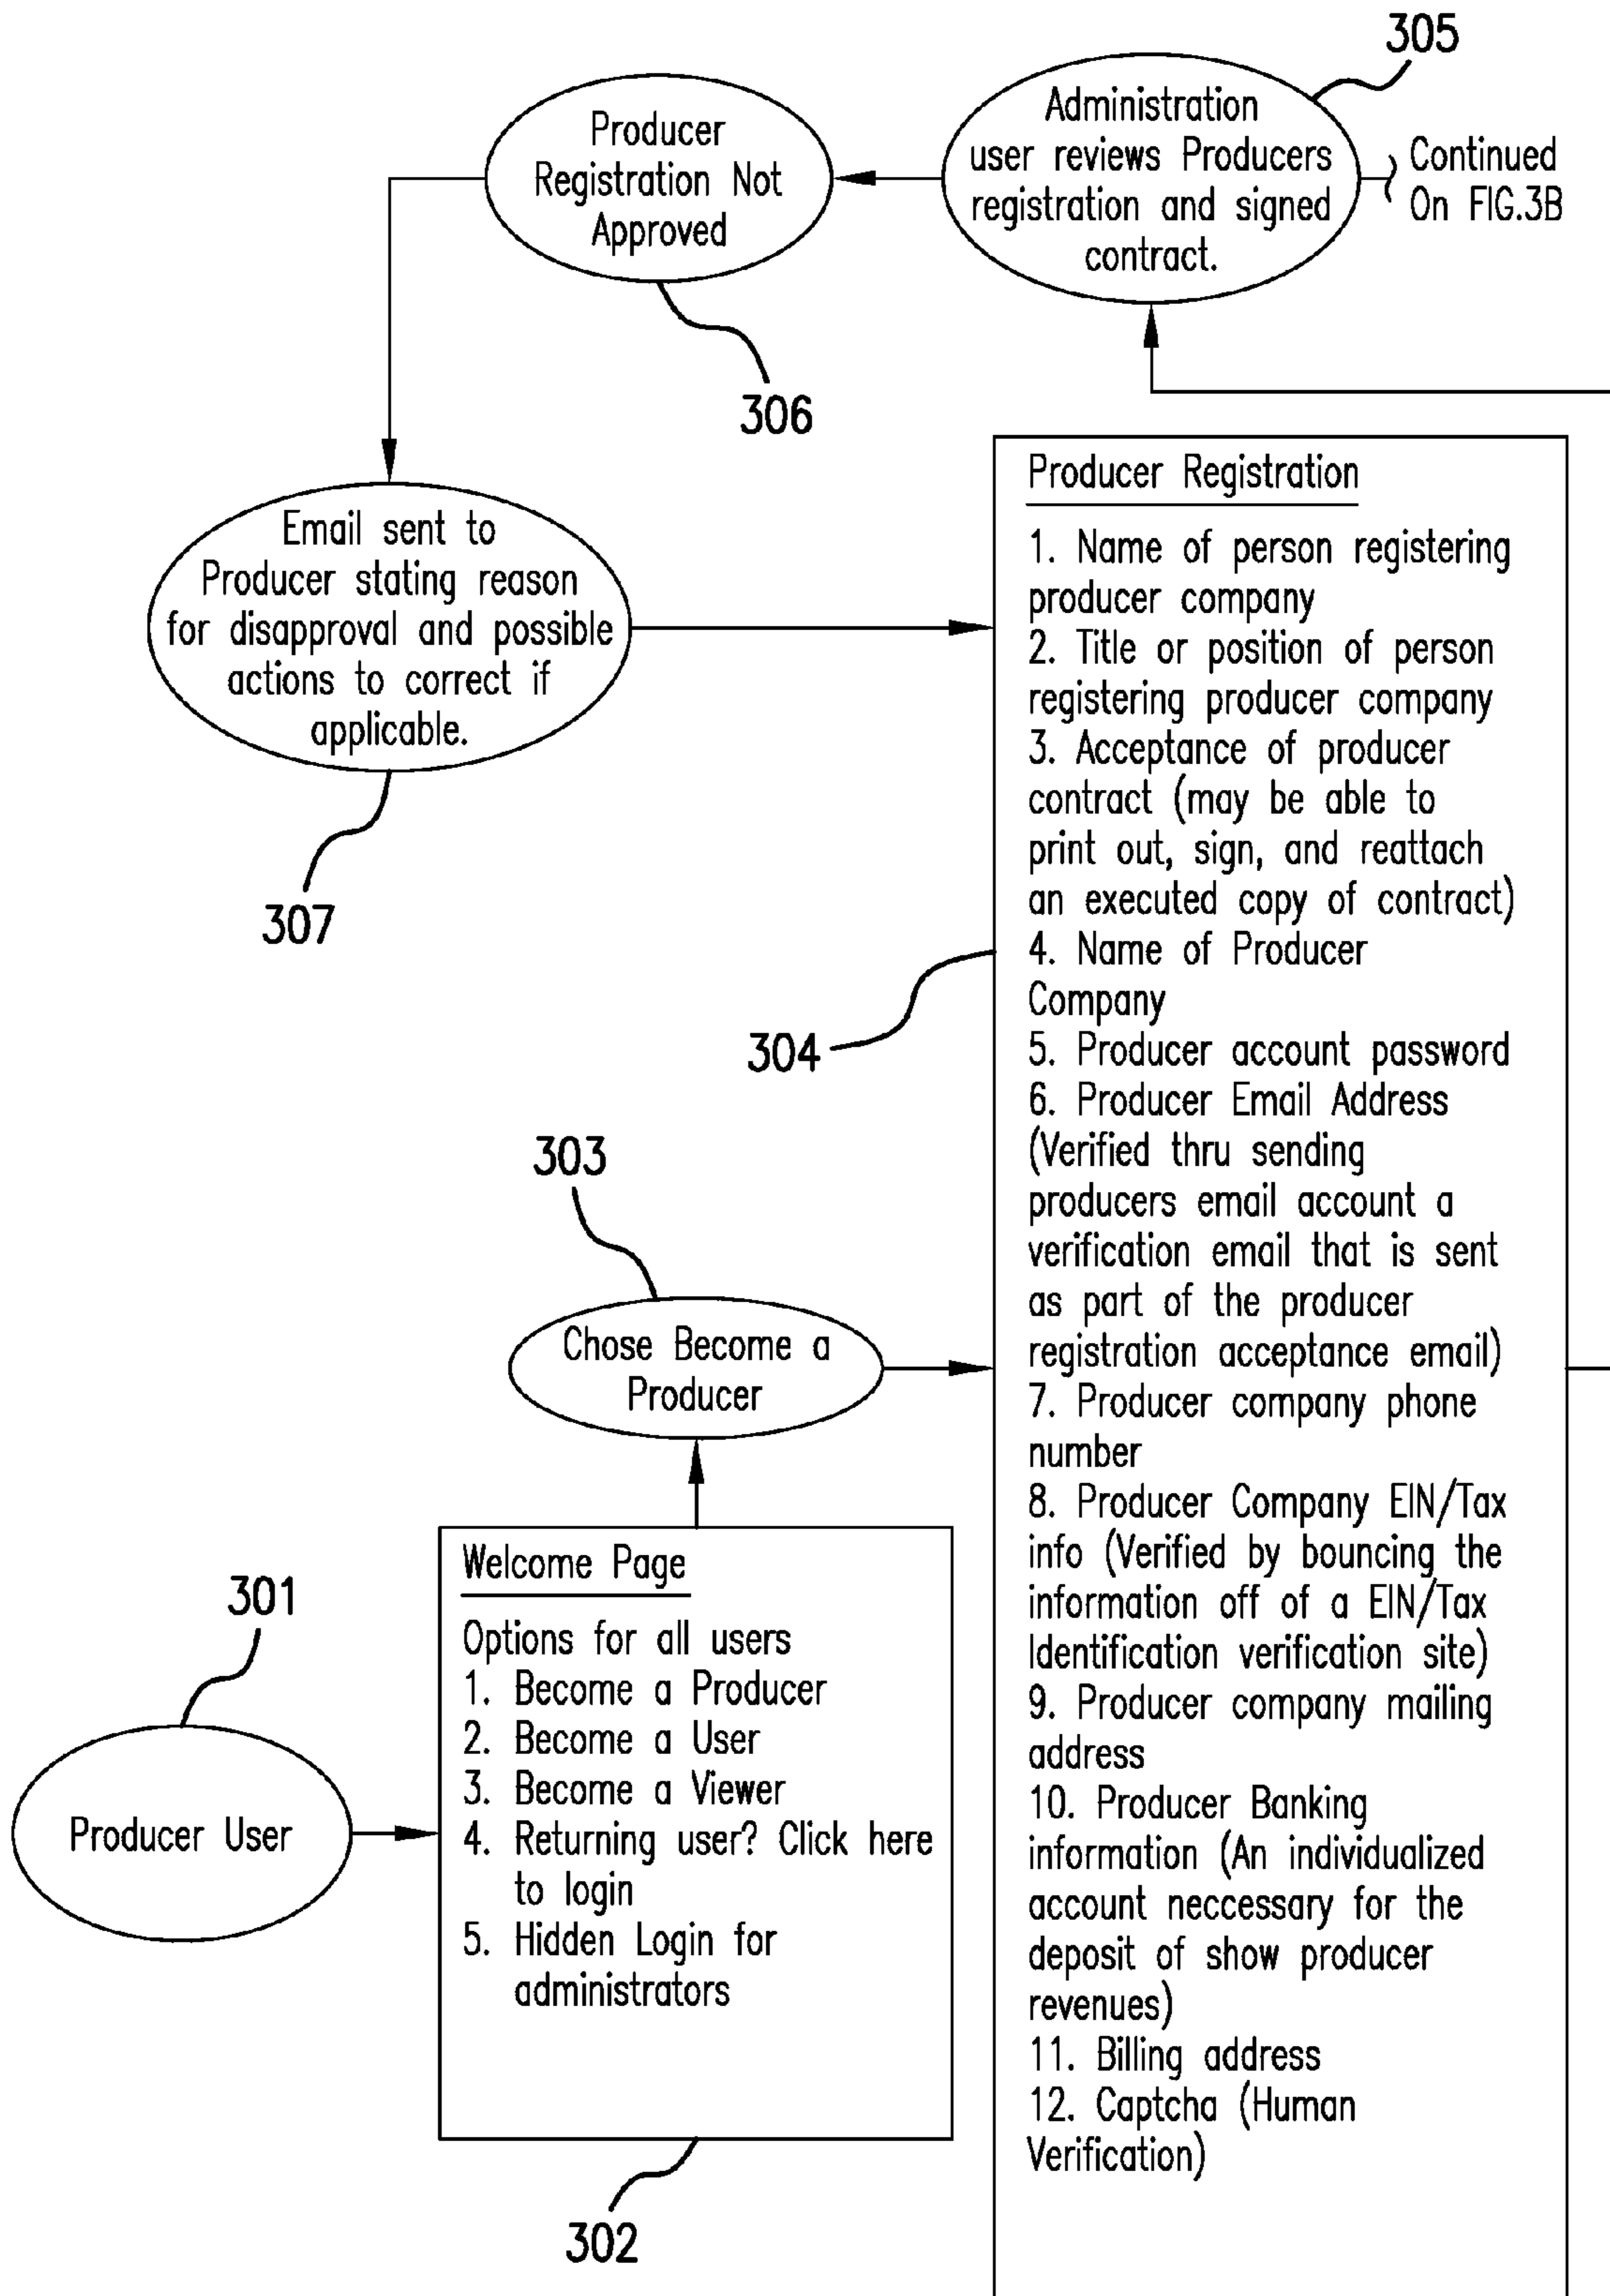 305
Administration
user reviews Producers
registration and signed
contract.
Continued
On FIG.3B
Producer
Registration Not
Approved
306
Email sent to
Producer stating reason
for disapproval and possible
actions to correct if
applicable.
307
Producer Registration
1. Name of person registering
producer company
2. Title or position of person
registering producer company
3. Acceptance of producer
contract (may be able to
print out, sign, and reattach
an executed copy of contract)
4. Name of Producer
Company
5. Producer account password
6. Producer Email Address
(Verified thru sending
producers email account a
verification email that is sent
as part of the producer
registration acceptance email)
7. Producer company phone
number
8. Producer Company EIN/Tax
info (Verified by bouncing the
information off of a EIN/Tax
Identification verification site)
9. Producer company mailing
address
10. Producer Banking
information (An individualized
account neccessary for the
deposit of show producer
revenues)
11. Billing address
12. Captcha (Human
Verification)
304
303
Chose Become a
Producer
Welcome Page
Options for all users
1. Become a Producer
2. Become a User
3. Become a Viewer
4. Returning user? Click here
to login
5. Hidden Login for
administrators
302
301
Producer User